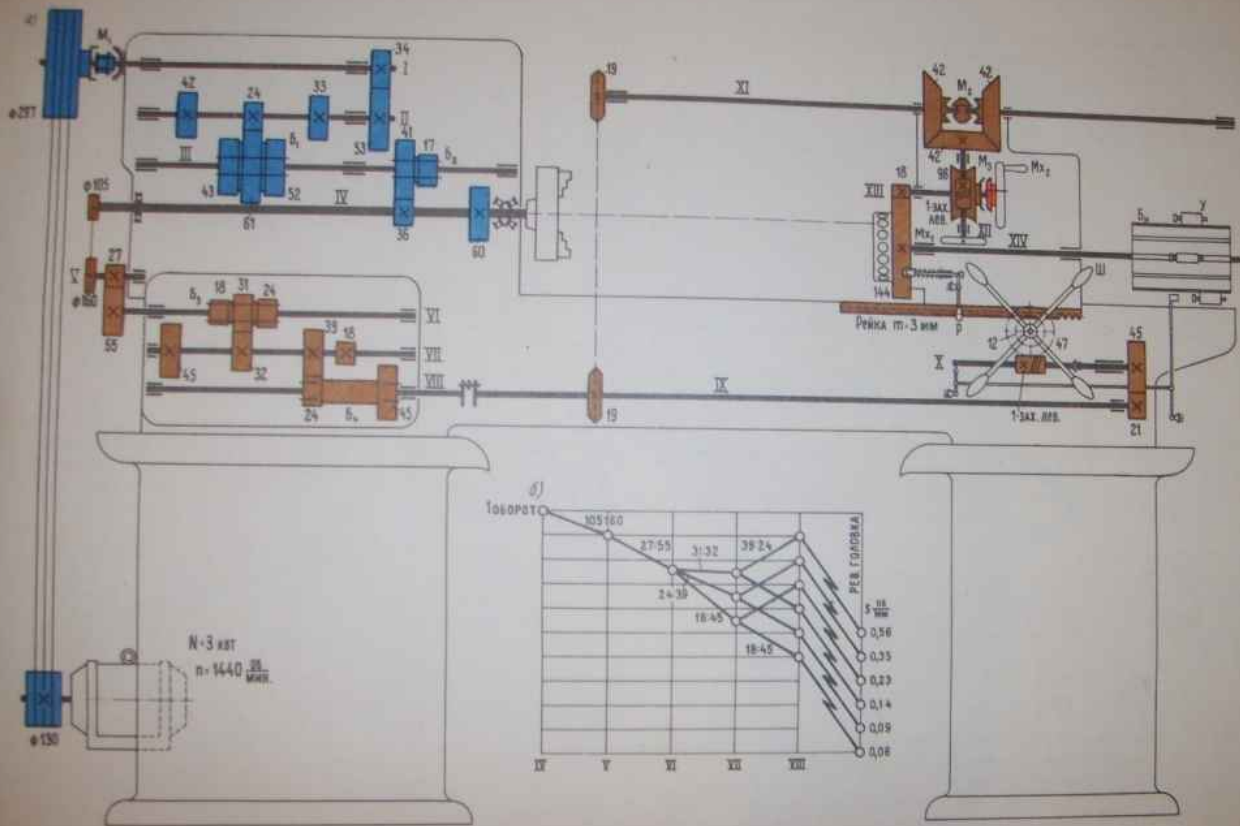 а)
M₁
34
I
42
24
33
ф297
II
Б₁
53
41
17
Б₂
III
43
52
61
ф105
IV
36
60
V
27
ф160
55
Б₃
18
31
24
VI
39
18
VII
45
32
VIII
24
Б₄
45
19
XI
42
M₂
42
42
98
M₃
Mx₂
18
XIII
1-зах. лев.
XII
Mx₁
XIV
Бн
У
144
Ш
Рейка m=3 мм
Р
12
47
45
X
19
IX
1-зах. лев.
21
N=3 квт
n=1440 об/мин.
ф130
б)
1 оборот
105:160
27:55
31:32
39:24
24:39
18:45
18:45
рев. головка
S об/мм
0,56
0,35
0,23
0,14
0,09
0,06
IV
V
VI
VII
VIII